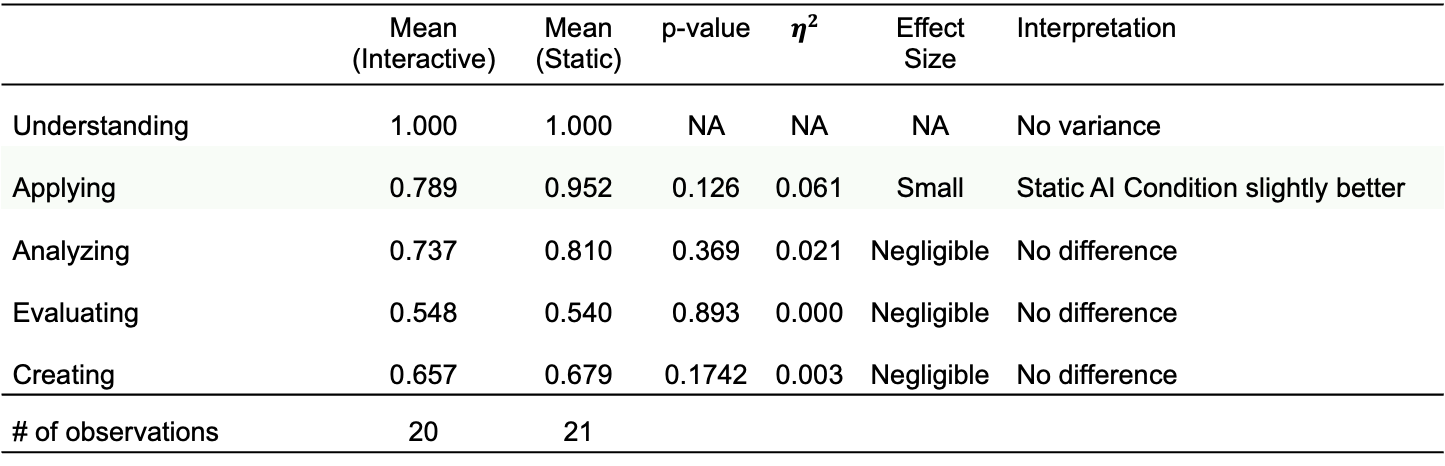 Mean (Interactive) Mean (Static) p-value η² Effect Size Interpretation
Understanding 1.000 1.000 NA NA NA No variance
Applying 0.789 0.952 0.126 0.061 Small Static AI Condition slightly better
Analyzing 0.737 0.810 0.369 0.021 Negligible No difference
Evaluating 0.548 0.540 0.893 0.000 Negligible No difference
Creating 0.657 0.679 0.1742 0.003 Negligible No difference
# of observations 20 21